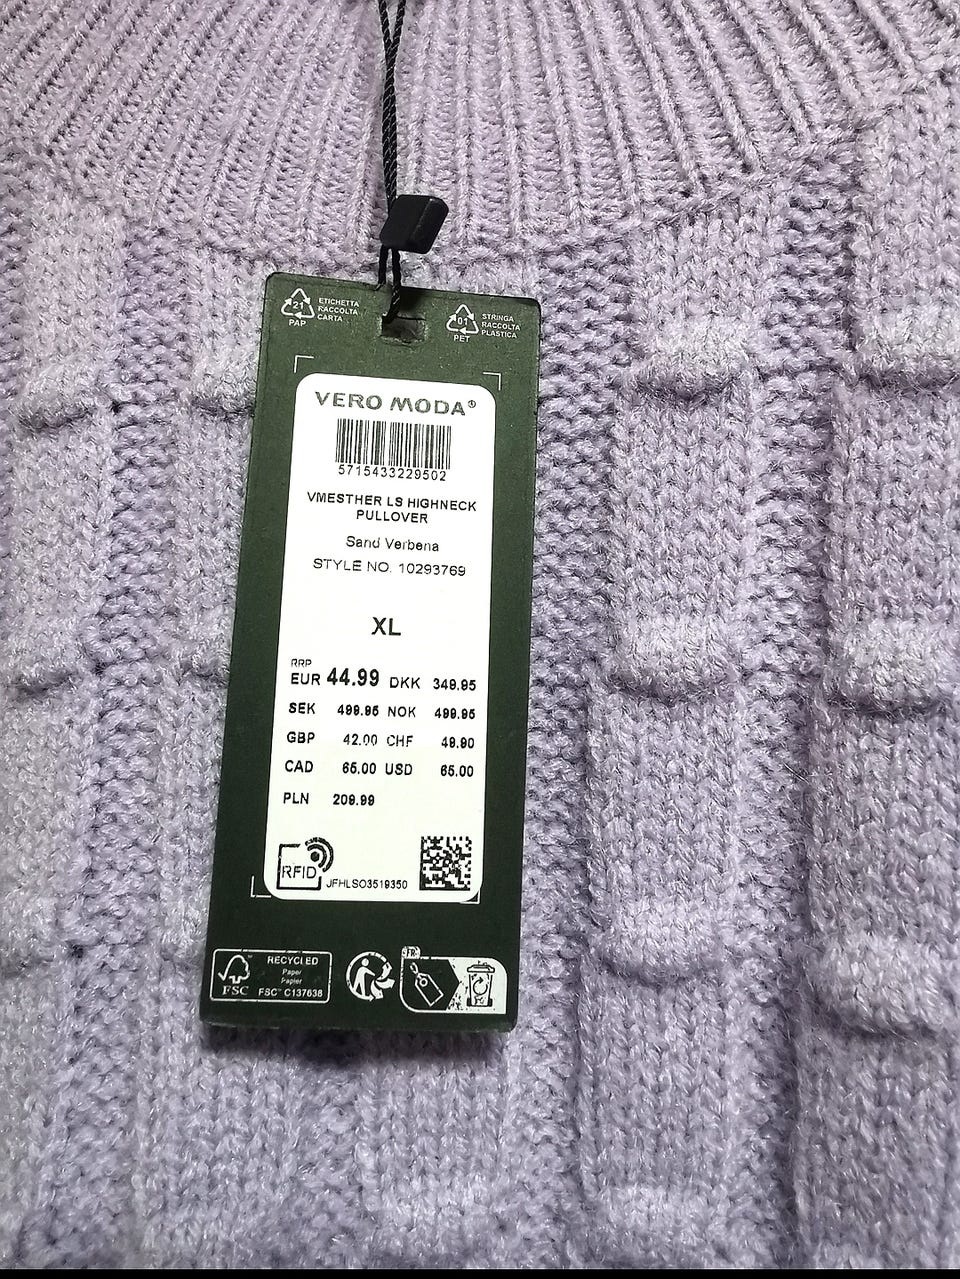 21
PAP
ETICHETTA
RACCOLTA
CARTA
01
PET
STRINGA
RACCOLTA
PLASTICA
VERO MODA®
5715433229502
VMESTHER LS HIGHNECK
PULLOVER
Sand Verbena
STYLE NO. 10293769
XL
RRP
EUR 44.99 DKK 349.95
SEK 499.95 NOK 499.95
GBP 42.00 CHF 49.90
CAD 65.00 USD 65.00
PLN 209.99
RFID
JFHLSO3519350
FSC
RECYCLED
Paper
Papier
FSC™ C137638
FR